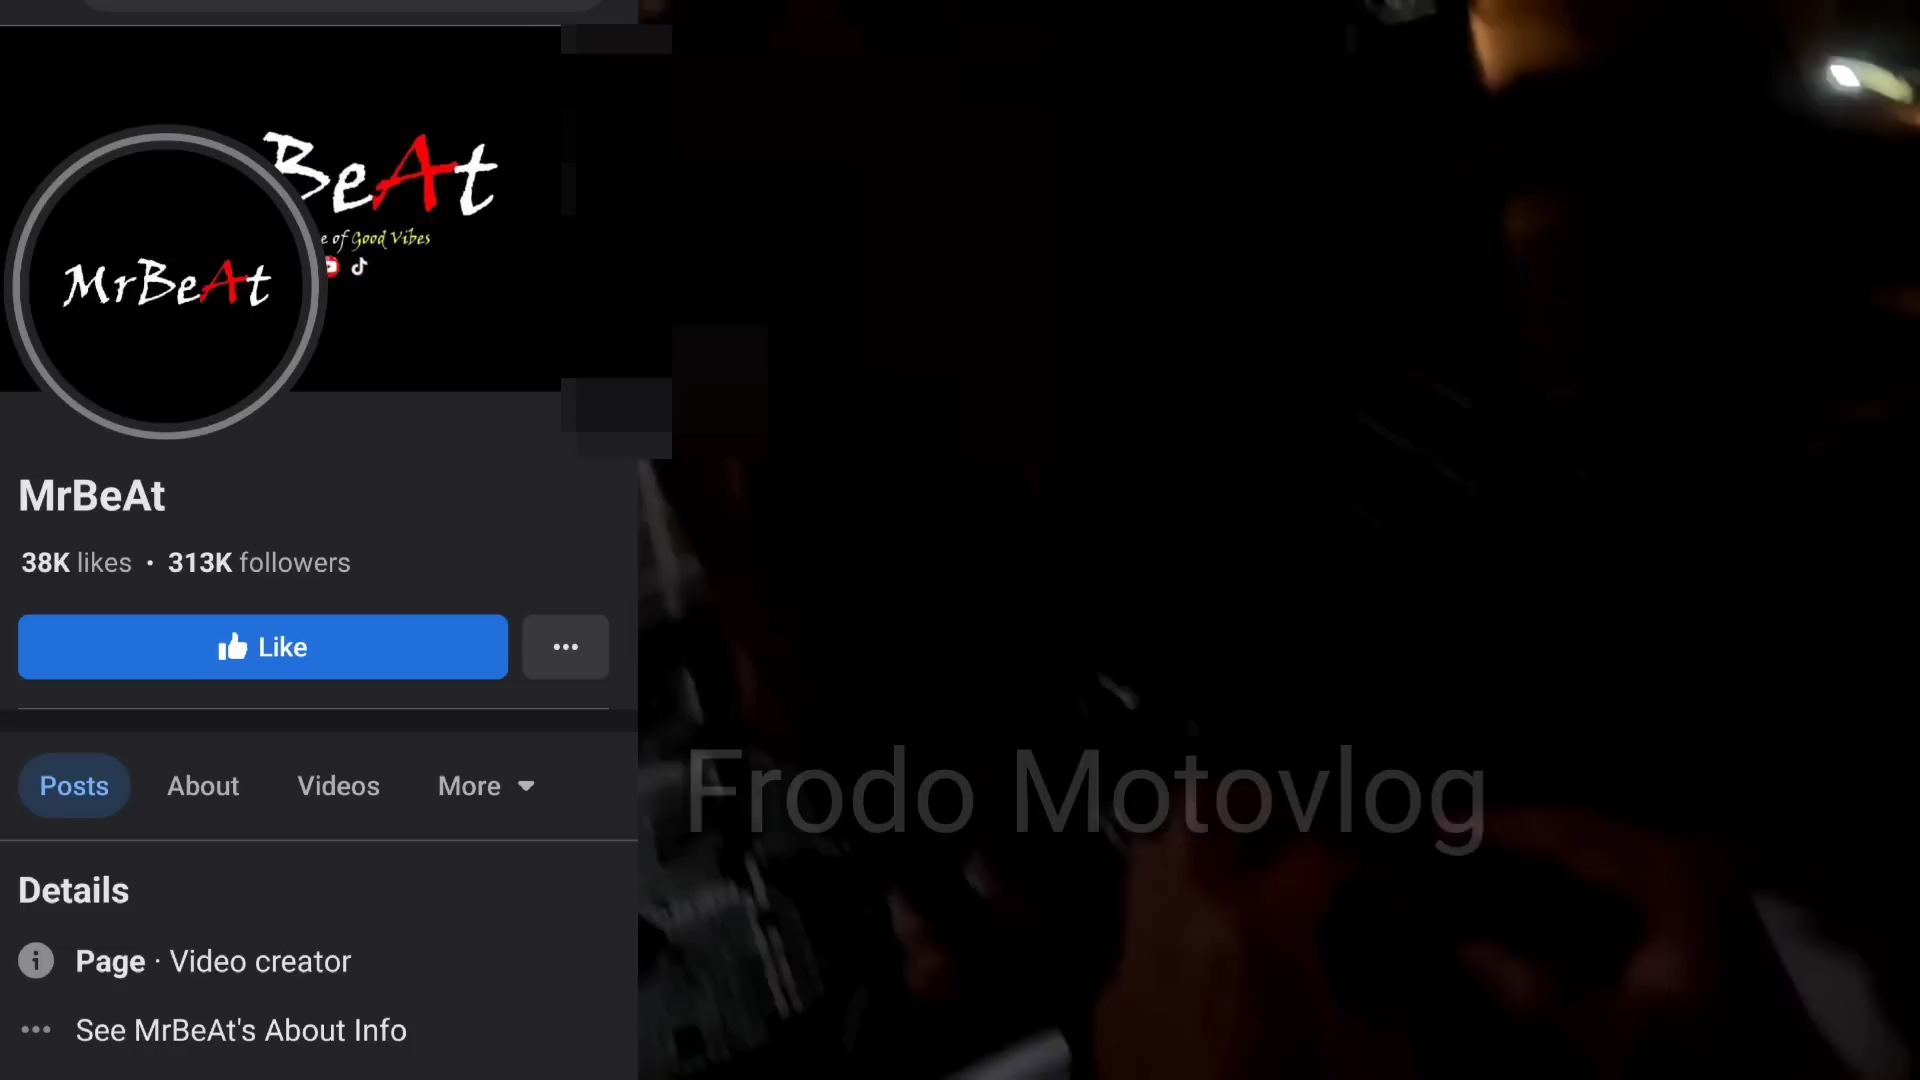 BeAt
e of Good Vibes
MrBeAt
MrBeAt
38K likes • 313K followers
Like
Posts
About
Videos
More
Details
Page · Video creator
See MrBeAt's About Info
Frodo Motovlog